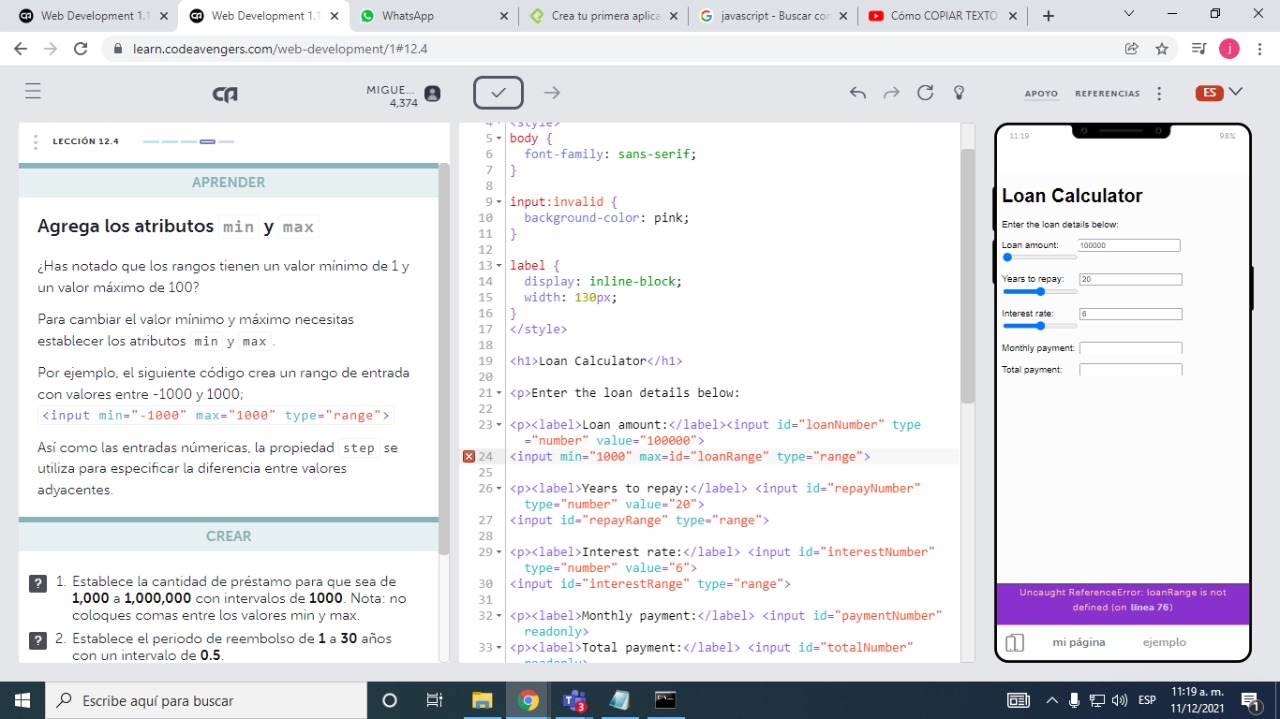 Web Development 1.1
Web Development 1.1
WhatsApp
Crea tu primera aplica
javascript - Buscar con
Cómo COPIAR TEXTO
learn.codeavengers.com/web-development/1#12.4
j
MIGUE...
4,374
APOYO
REFERENCIAS
ES
LECCIÓN 12.4
APRENDER
Agrega los atributos min y max
¿Has notado que los rangos tienen un valor mínimo de 1 y
un valor máximo de 100?
Para cambiar el valor mínimo y máximo necesitas
establecer los atributos min y max .
Por ejemplo, el siguiente código crea un rango de entrada
con valores entre -1000 y 1000;
<input min="-1000" max="1000" type="range">
Así como las entradas númericas, la propiedad step se
utiliza para especificar la diferencia entre valores
adyacentes.
CREAR
? 1. Establece la cantidad de préstamo para que sea de
1,000 a 1,000,000 con intervalos de 1000. Nota: no
coloques comas entre los valores min y max.
? 2. Establece el periodo de reembolso de 1 a 30 años
con un intervalo de 0.5.
4 <style>
5 body {
6 font-family: sans-serif;
7 }
8
9 input:invalid {
10 background-color: pink;
11 }
12
13 label {
14 display: inline-block;
15 width: 130px;
16 }
17 </style>
18
19 <h1>Loan Calculator</h1>
20
21 <p>Enter the loan details below:
22
23 <p><label>Loan amount:</label><input id="loanNumber" type
="number" value="100000">
24 <input min="1000" max=id="loanRange" type="range">
25
26 <p><label>Years to repay:</label> <input id="repayNumber"
type="number" value="20">
27 <input id="repayRange" type="range">
28
29 <p><label>Interest rate:</label> <input id="interestNumber"
type="number" value="6">
30 <input id="interestRange" type="range">
31
32 <p><label>Monthly payment:</label> <input id="paymentNumber"
readonly>
33 <p><label>Total payment:</label> <input id="totalNumber"
readonly>
11:19
98%
Loan Calculator
Enter the loan details below:
Loan amount: 100000
Years to repay: 20
Interest rate: 6
Monthly payment:
Total payment:
Uncaught ReferenceError: loanRange is not
defined (on línea 76)
mi página
ejemplo
Escribe aquí para buscar
3
ESP
11:19 a. m.
11/12/2021
1